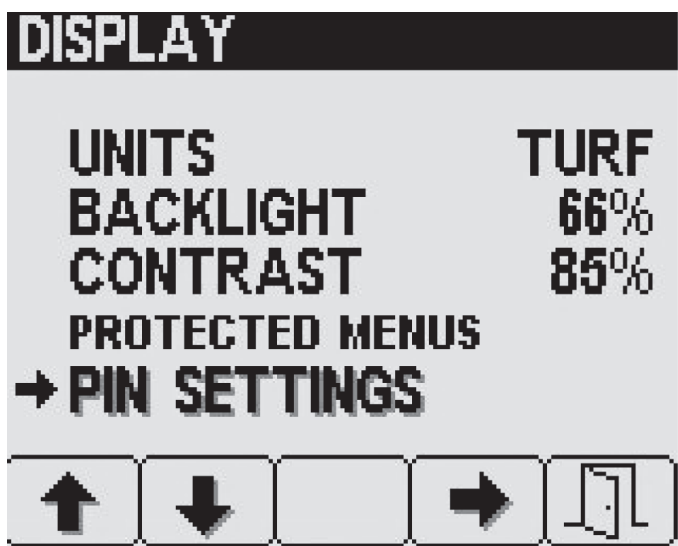 DISPLAY
UNITS TURF
BACKLIGHT 66%
CONTRAST 85%
PROTECTED MENUS
PIN SETTINGS